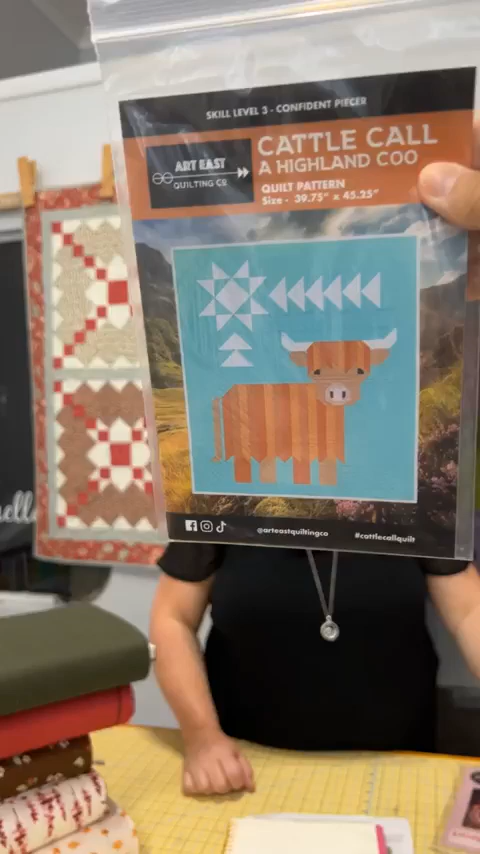 SKILL LEVEL 3 - CONFIDENT PIECER
ART EAST
QUILTING CO
CATTLE CALL
A HIGHLAND COO
QUILT PATTERN
Size - 39.75" x 45.25"
@arteastquiltingco
#cattlecallquilt